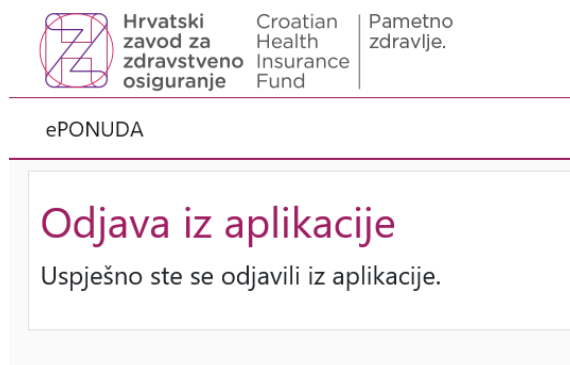 Hrvatski zavod za zdravstveno osiguranje
Croatian Health Insurance Fund
Pametno zdravlje.
ePONUDA
Odjava iz aplikacije
Uspješno ste se odjavili iz aplikacije.